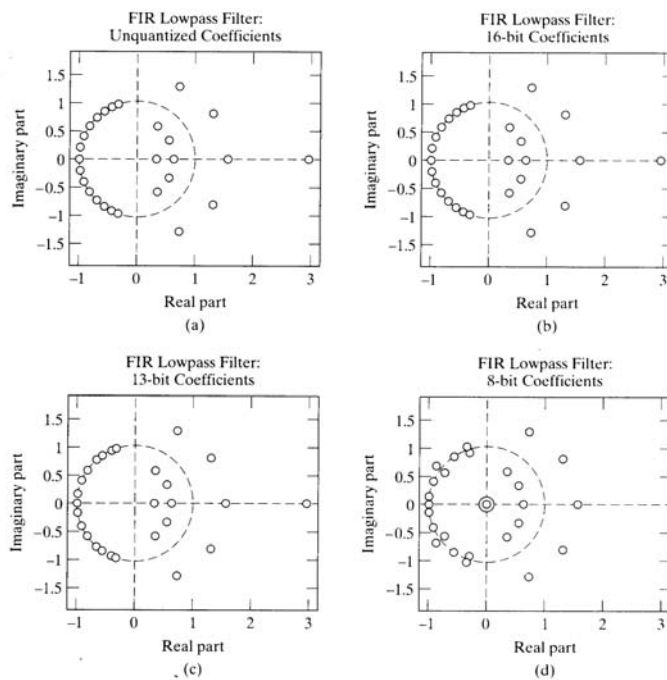 FIR Lowpass Filter:
Unquantized Coefficients
1.5
1
0.5
0
−0.5
−1
−1.5
Imaginary part
−1 0 1 2 3
Real part
(a)
FIR Lowpass Filter:
16-bit Coefficients
1.5
1
0.5
0
−0.5
−1
−1.5
Imaginary part
−1 0 1 2 3
Real part
(b)
FIR Lowpass Filter:
13-bit Coefficients
1.5
1
0.5
0
−0.5
−1
−1.5
Imaginary part
−1 0 1 2 3
Real part
(c)
FIR Lowpass Filter:
8-bit Coefficients
1.5
1
0.5
0
−0.5
−1
−1.5
Imaginary part
−1 0 1 2 3
Real part
(d)